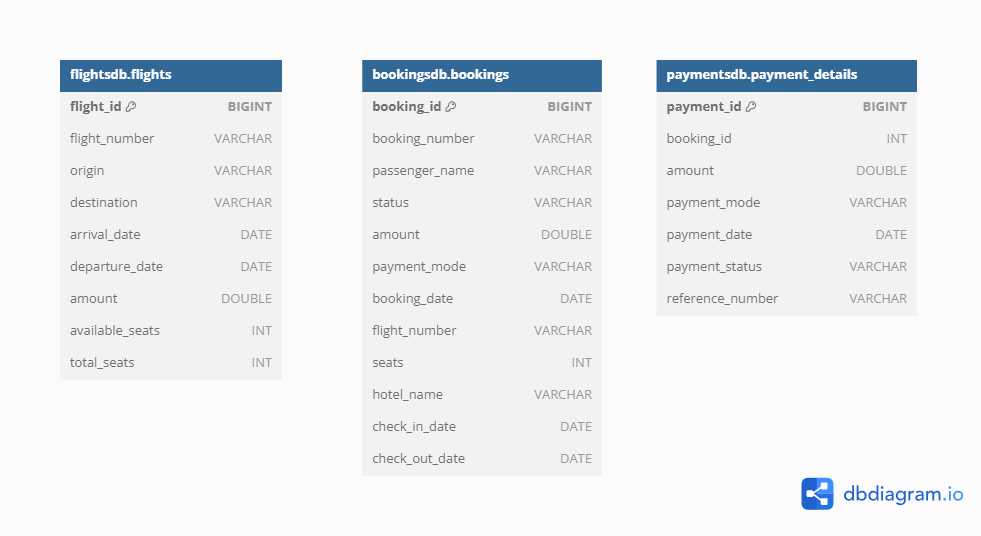 flightsdb.flights
flight_id BIGINT
flight_number VARCHAR
origin VARCHAR
destination VARCHAR
arrival_date DATE
departure_date DATE
amount DOUBLE
available_seats INT
total_seats INT
bookingsdb.bookings
booking_id BIGINT
booking_number VARCHAR
passenger_name VARCHAR
status VARCHAR
amount DOUBLE
payment_mode VARCHAR
booking_date DATE
flight_number VARCHAR
seats INT
hotel_name VARCHAR
check_in_date DATE
check_out_date DATE
paymentsdb.payment_details
payment_id BIGINT
booking_id INT
amount DOUBLE
payment_mode VARCHAR
payment_date DATE
payment_status VARCHAR
reference_number VARCHAR
dbdiagram.io